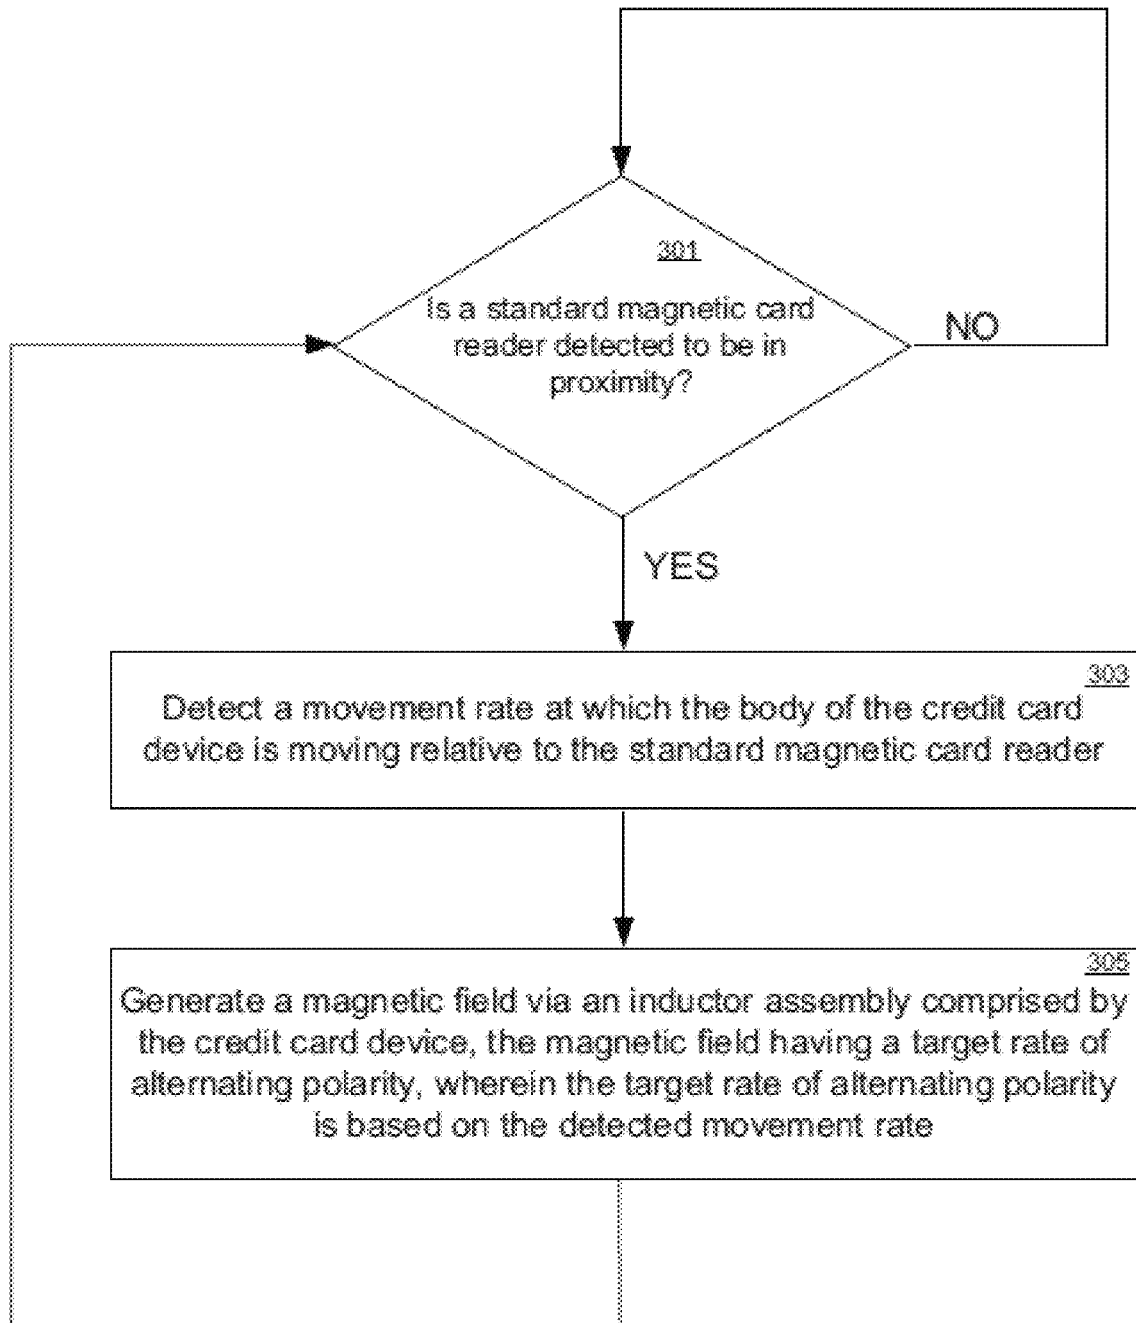 301
Is a standard magnetic card
reader detected to be in
proximity?
NO
YES
303
Detect a movement rate at which the body of the credit card
device is moving relative to the standard magnetic card reader
305
Generate a magnetic field via an inductor assembly comprised by
the credit card device, the magnetic field having a target rate of
alternating polarity, wherein the target rate of alternating polarity
is based on the detected movement rate